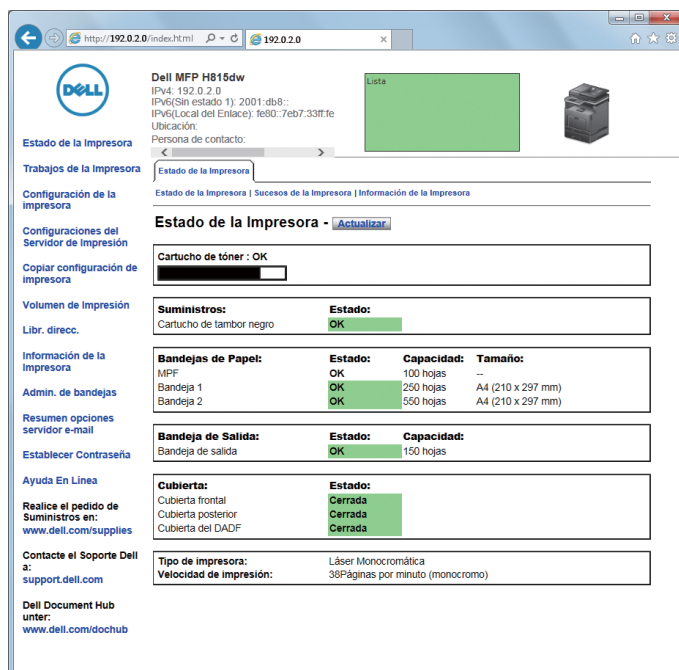 http://192.0.2.0/index.html
192.0.2.0
DELL
Dell MFP H815dw
IPv4: 192.0.2.0
IPv6(Sin estado 1): 2001:db8::
IPv6(Local del Enlace): fe80::7eb7:33ff:fe
Ubicación:
Persona de contacto:
Lista
Estado de la Impresora
Trabajos de la Impresora
Configuración de la
impresora
Configuraciones del
Servidor de Impresión
Copiar configuración de
impresora
Volumen de Impresión
Libr. direcc.
Información de la
Impresora
Admin. de bandejas
Resumen opciones
servidor e-mail
Establecer Contraseña
Ayuda En Línea
Realice el pedido de
Suministros en:
www.dell.com/supplies
Contacte el Soporte Dell
a:
support.dell.com
Dell Document Hub
unter:
www.dell.com/dochub
Estado de la Impresora
Estado de la Impresora | Sucesos de la Impresora | Información de la Impresora
Estado de la Impresora - Actualizar
Cartucho de tóner : OK
Suministros: Estado:
Cartucho de tambor negro OK
Bandejas de Papel: Estado: Capacidad: Tamaño:
MPF OK 100 hojas --
Bandeja 1 OK 250 hojas A4 (210 x 297 mm)
Bandeja 2 OK 550 hojas A4 (210 x 297 mm)
Bandeja de Salida: Estado: Capacidad:
Bandeja de salida OK 150 hojas
Cubierta: Estado:
Cubierta frontal Cerrada
Cubierta posterior Cerrada
Cubierta del DADF Cerrada
Tipo de impresora: Láser Monocromática
Velocidad de impresión: 38Páginas por minuto (monocromo)